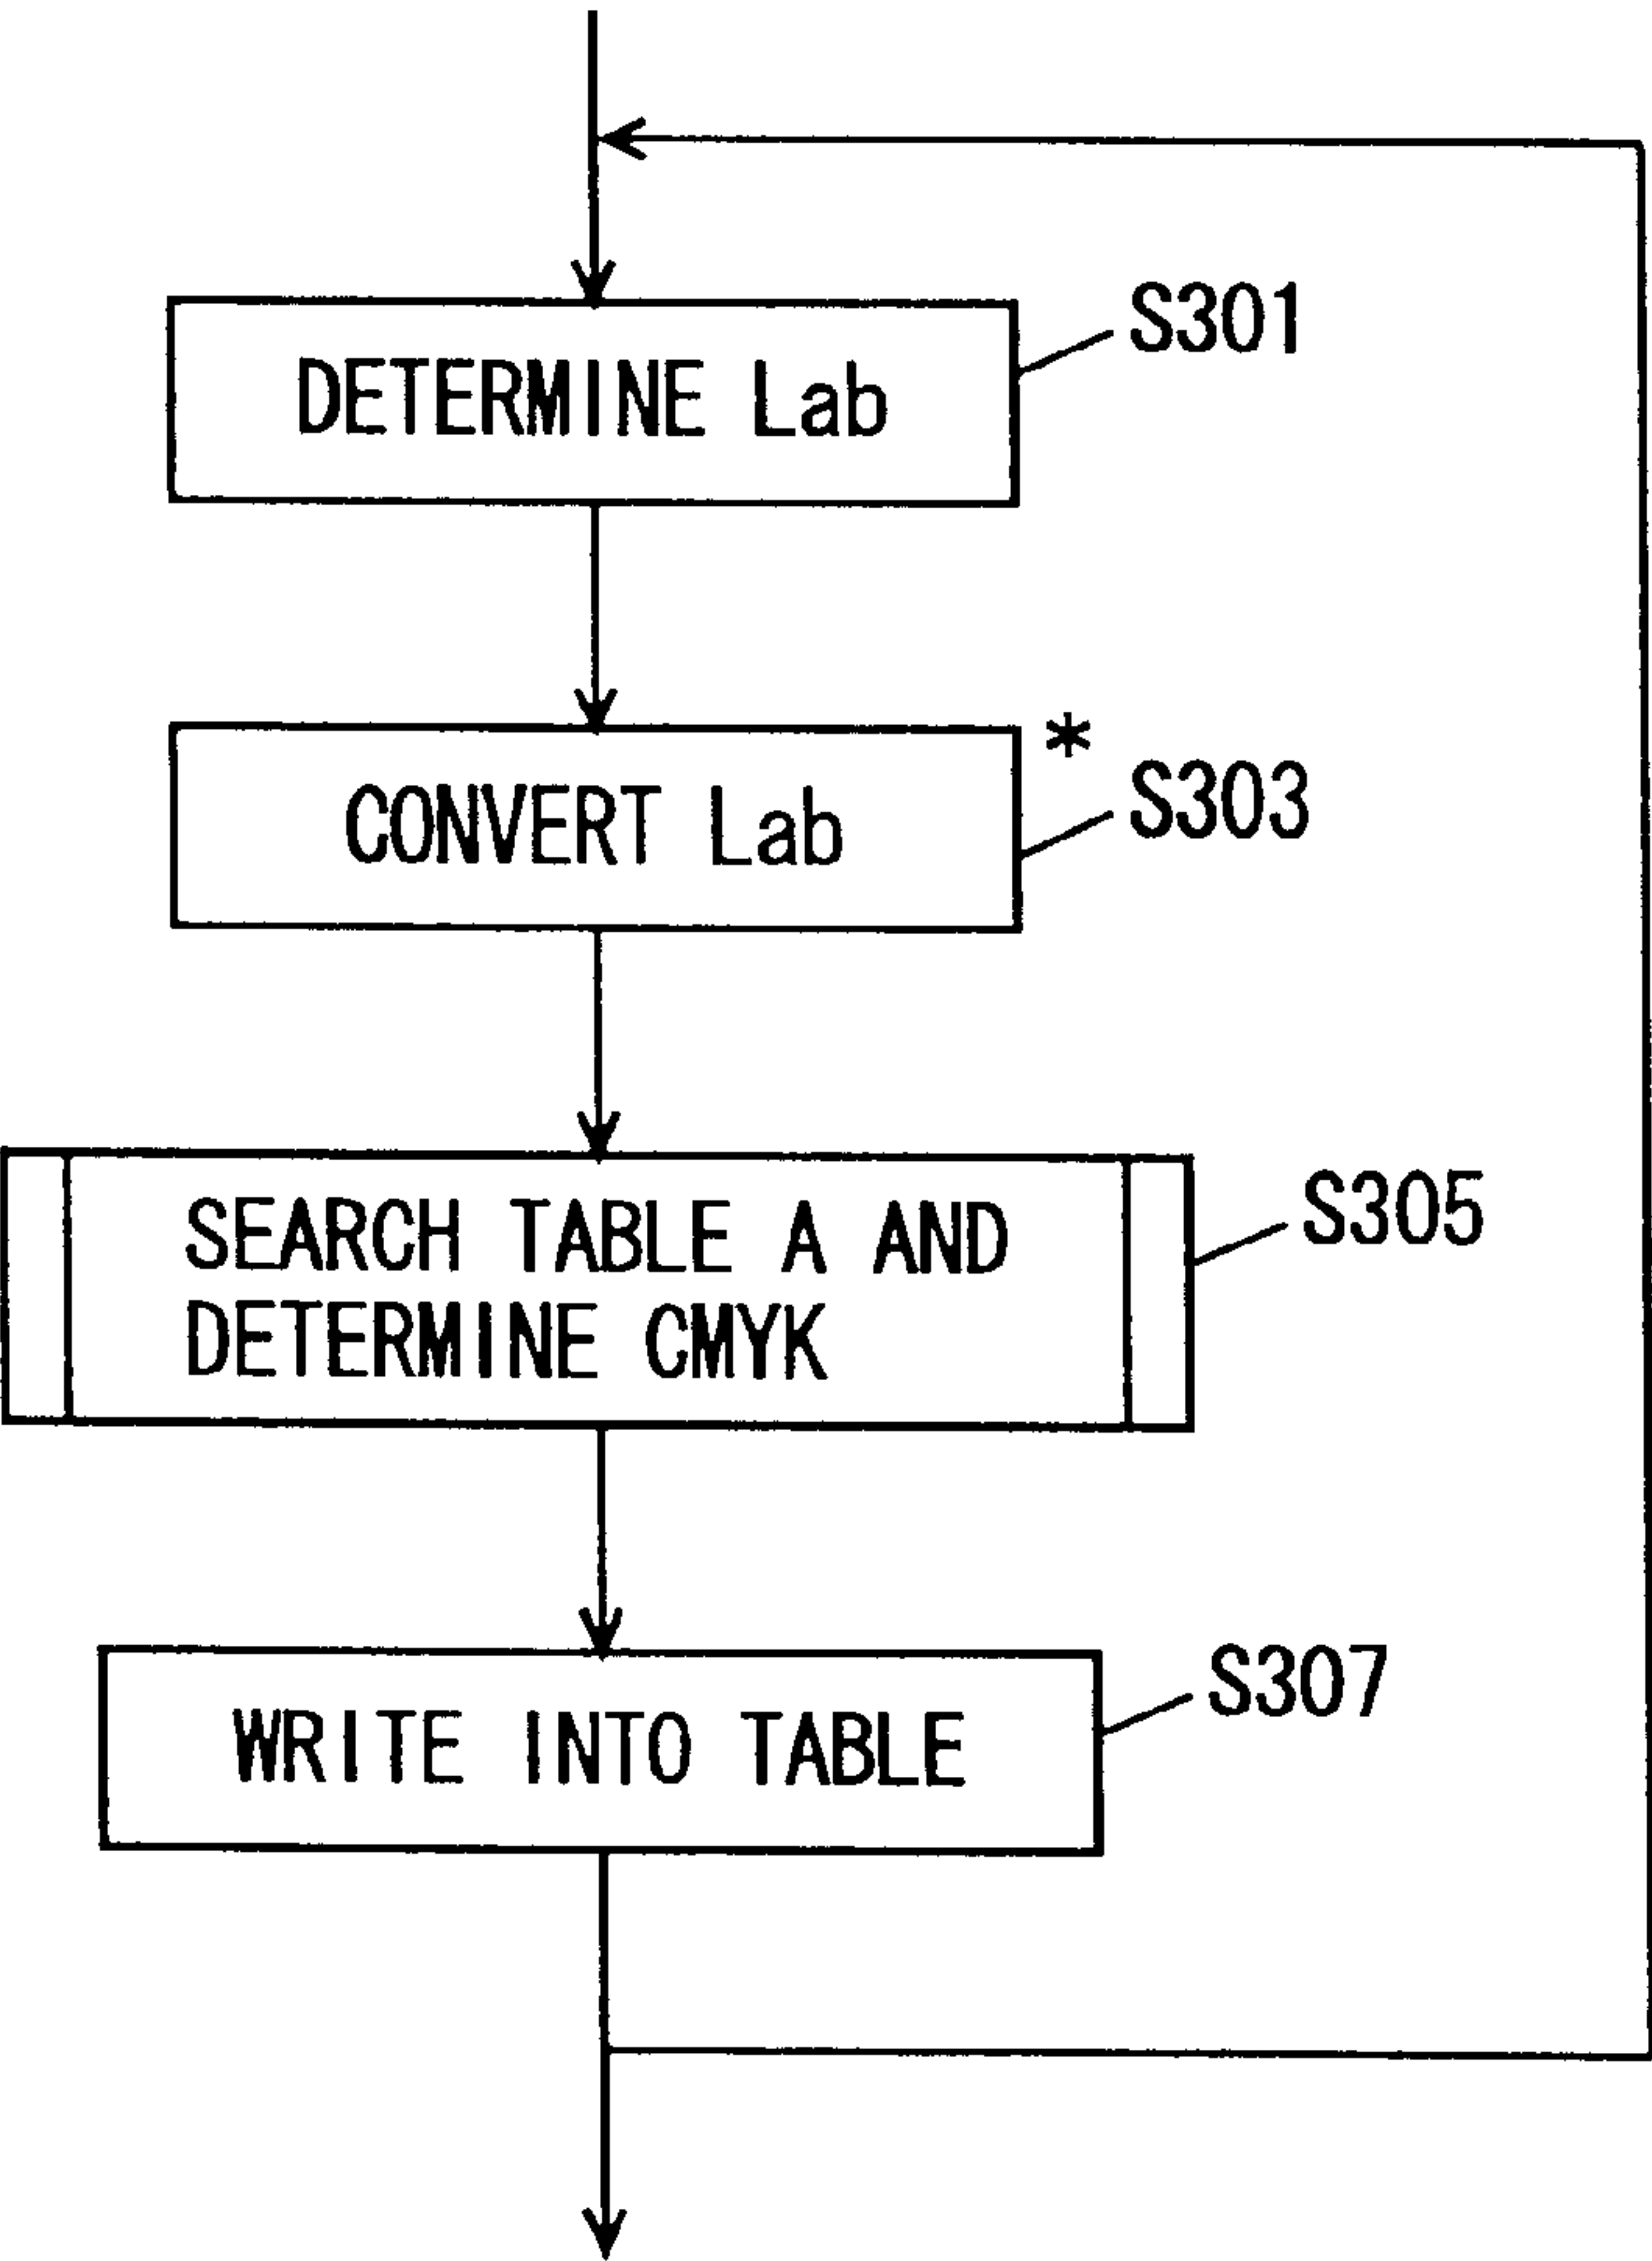 DETERMINE Lab
S301
*
CONVERT Lab
S303
SEARCH TABLE A AND
DETERMINE CMYK
S305
WRITE INTO TABLE
S307